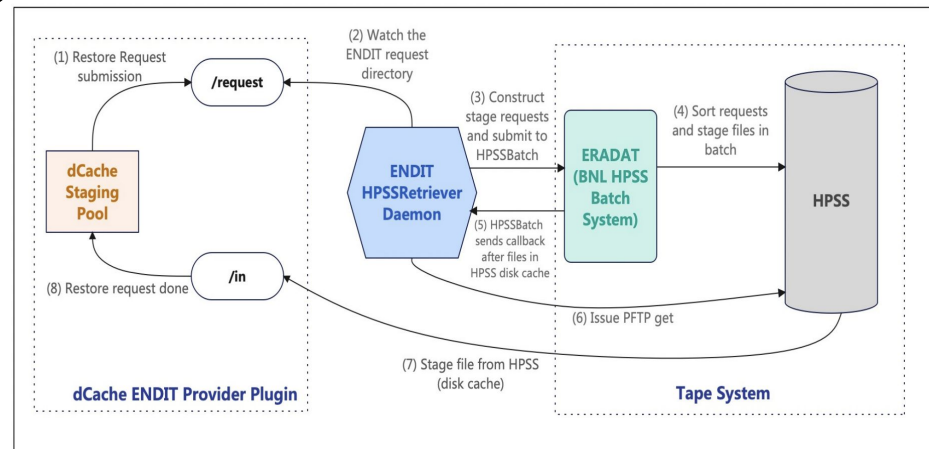 (1) Restore Request
submission
/request
(2) Watch the
ENDIT request
directory
(3) Construct
stage requests
and submit to
HPSSBatch
(4) Sort requests
and stage files in
batch
dCache
Staging
Pool
ENDIT
HPSSRetriever
Daemon
ERADAT
(BNL HPSS
Batch
System)
HPSS
(5) HPSSBatch
sends callback
after files in
HPSS disk cache
/in
(8) Restore request done
(6) Issue PFTP get
(7) Stage file from HPSS
(disk cache)
dCache ENDIT Provider Plugin
Tape System